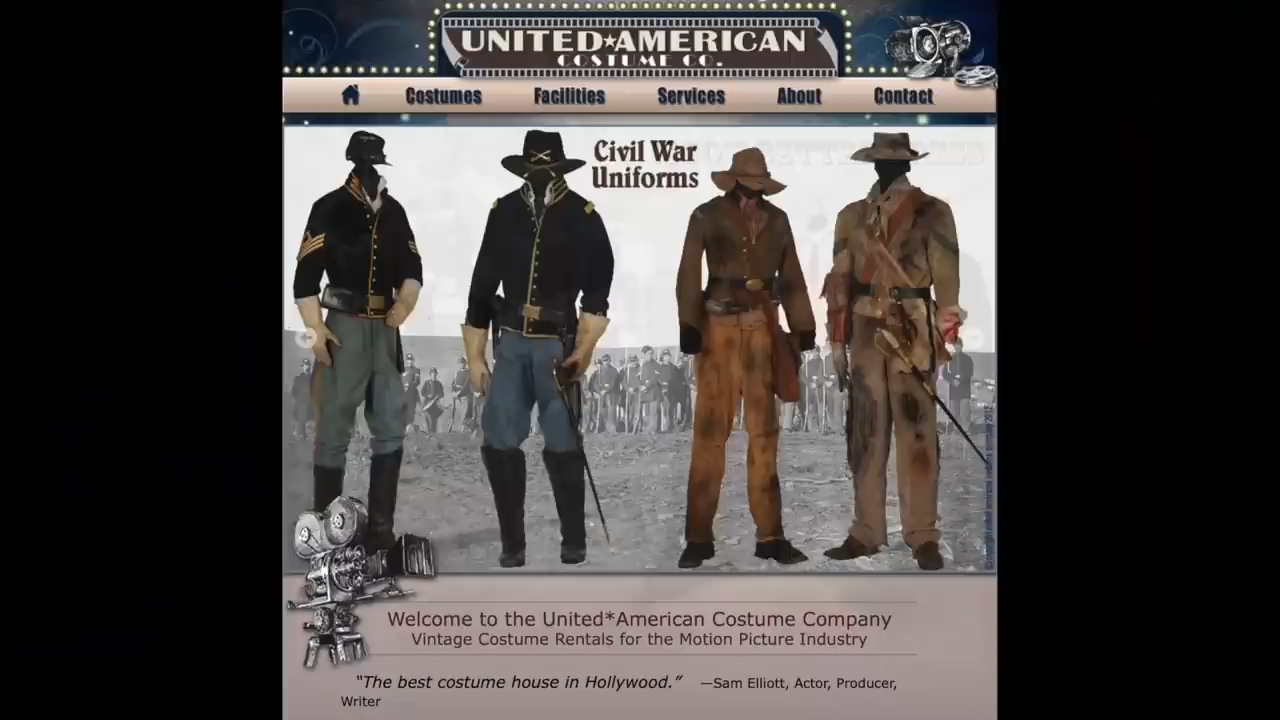 UNITED★AMERICAN
COSTUME CO.
Costumes Facilities Services About Contact
Civil War
Uniforms
Welcome to the United*American Costume Company
Vintage Costume Rentals for the Motion Picture Industry
“The best costume house in Hollywood.” —Sam Elliott, Actor, Producer,
Writer